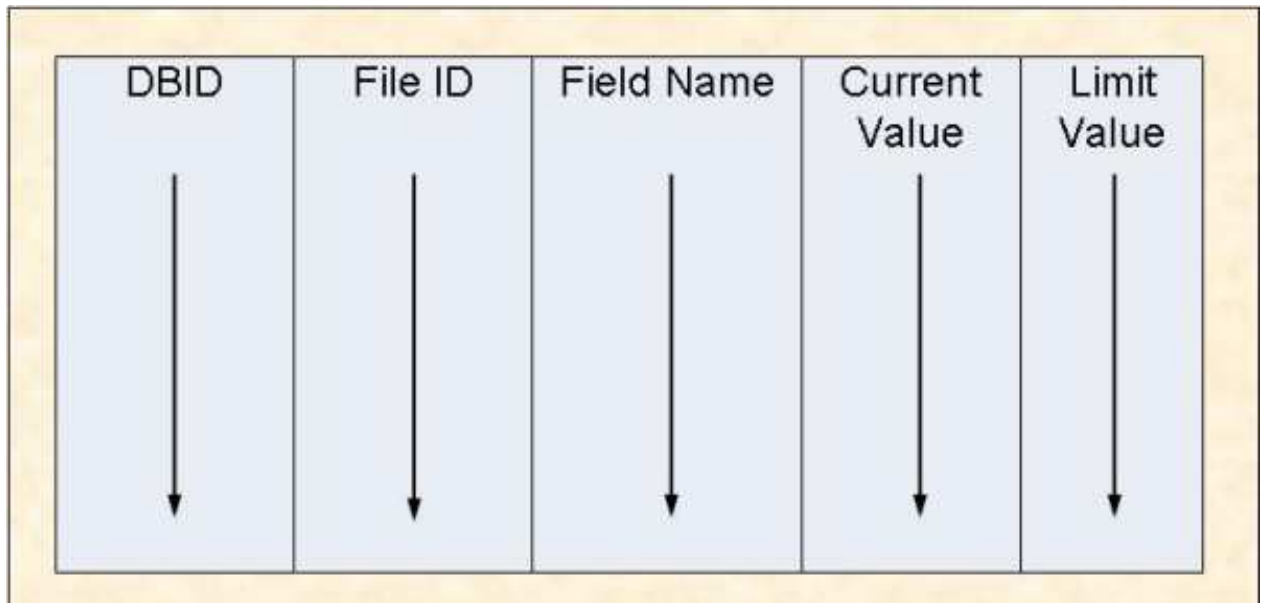 DBID
File ID
Field Name
Current
Value
Limit
Value